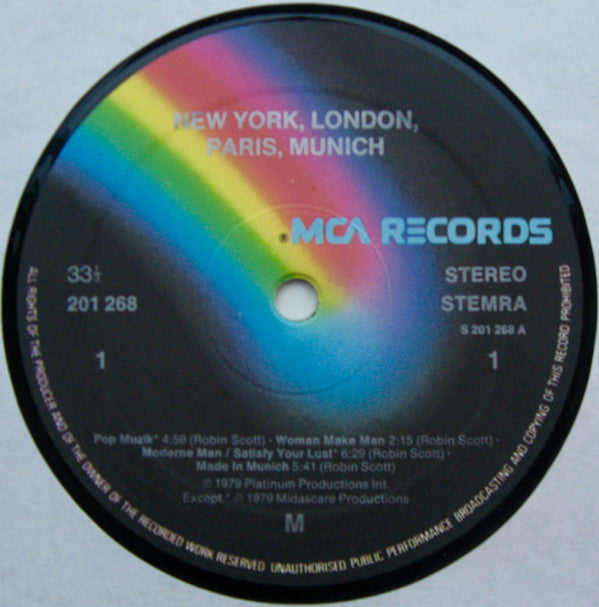 NEW YORK, LONDON,
PARIS, MUNICH
®MCA RECORDS
33⅓
201 268
1
STEREO
STEMRA
S 201 268 A
1
Pop Muzik* 4:59 (Robin Scott) · Woman Make Man 2:15 (Robin Scott) ·
Moderne Man / Satisfy Your Lust* 6:29 (Robin Scott) ·
Made In Munich 5:41 (Robin Scott)
℗ 1979 Platinum Productions Int.
Except * ℗ 1979 Midascare Productions
M
ALL RIGHTS OF THE PRODUCER AND OF THE OWNER OF THE RECORDED WORK RESERVED UNAUTHORISED PUBLIC PERFORMANCE BROADCASTING AND COPYING OF THIS RECORD PROHIBITED